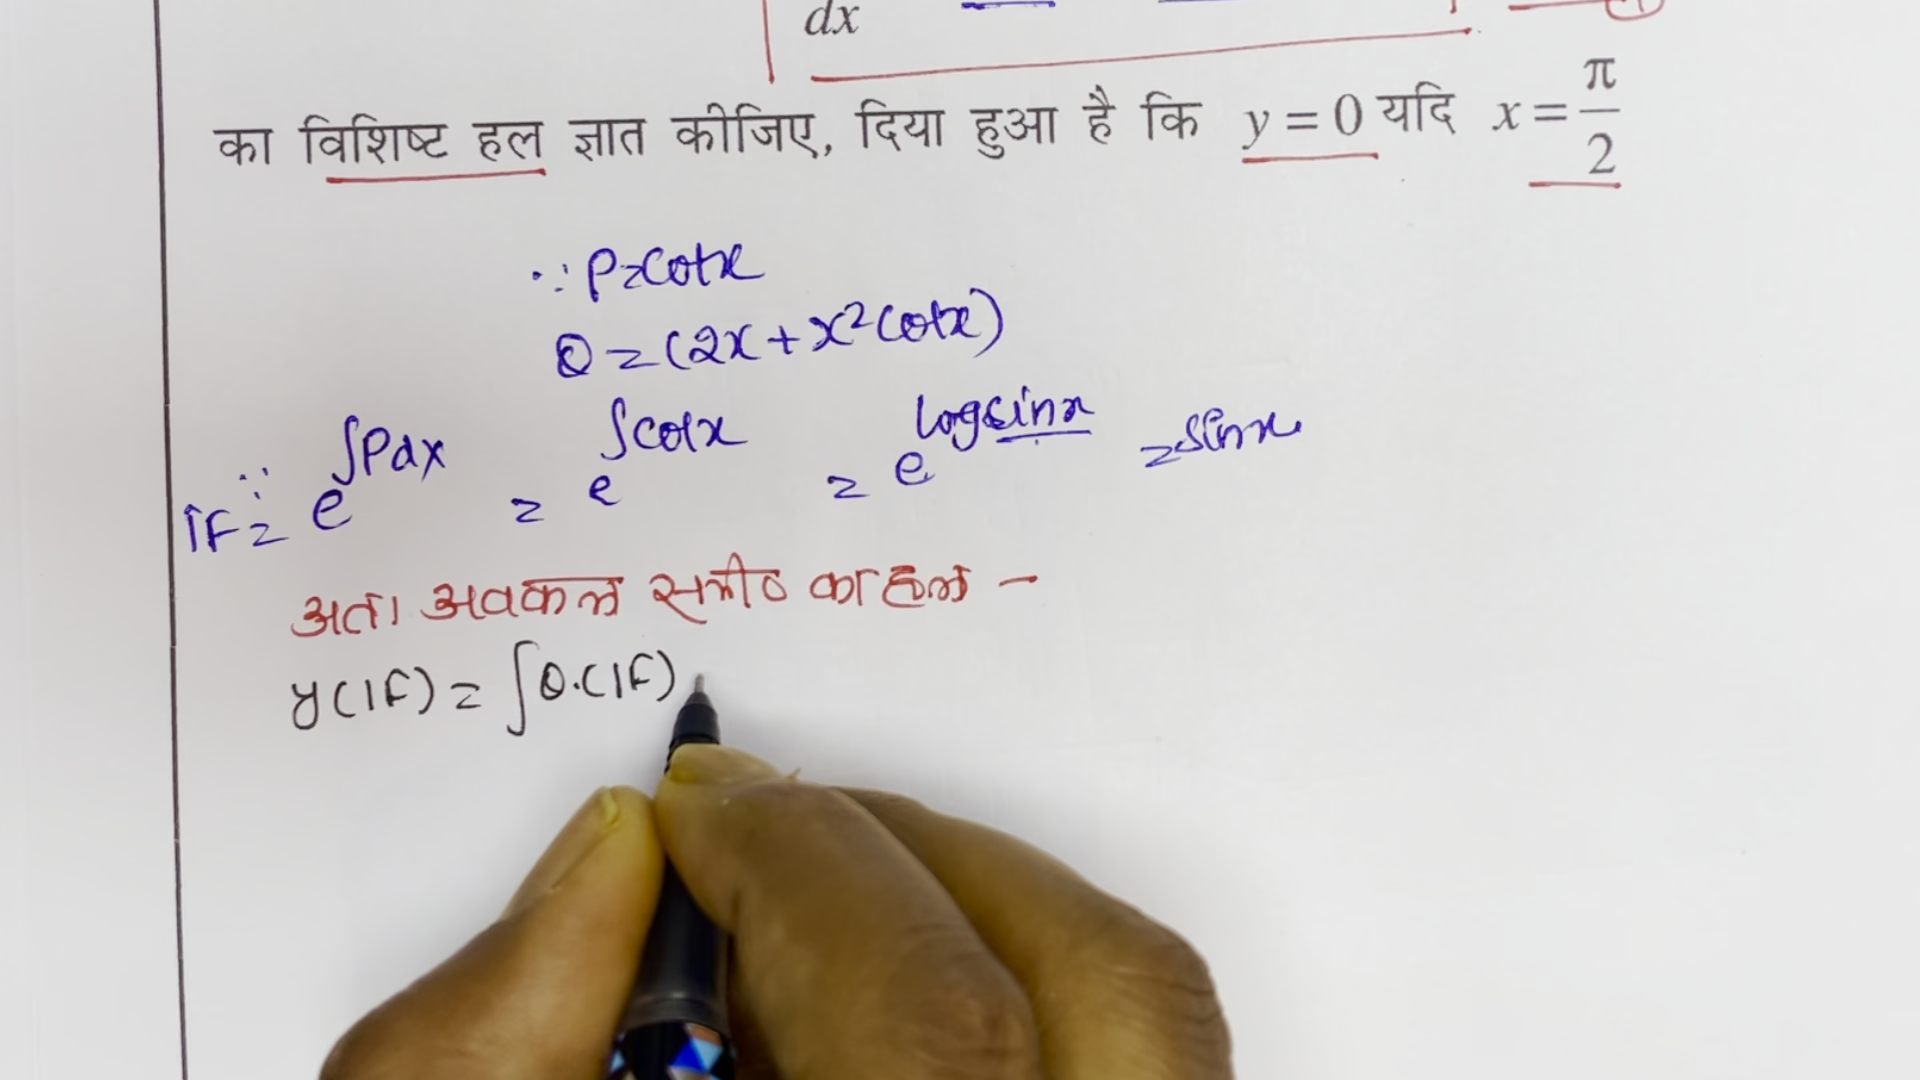 dx
का विशिष्ट हल ज्ञात कीजिए, दिया हुआ है कि y = 0 यदि x = π/2
∵ P=cotx
Q=(2x+x²cotx)
∵ IF= e^∫Pdx = e^∫cotx = e^logsinx =sinx
अतः अवकल समी० का हल –
y(IF)=∫Q.(IF)